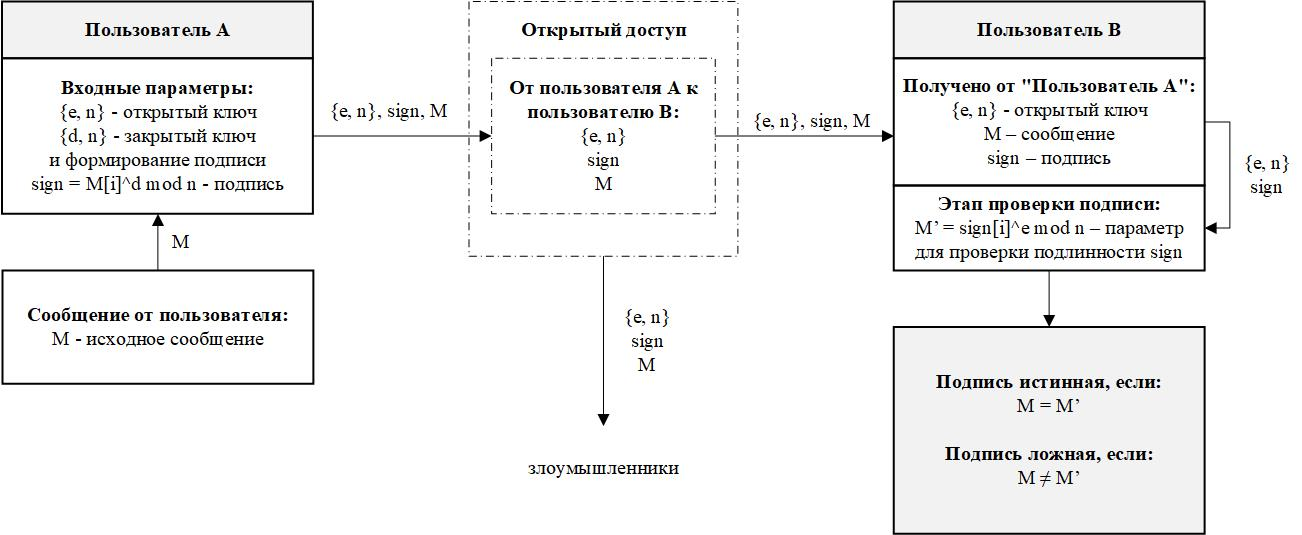 Пользователь А
Входные параметры:
{e, n} - открытый ключ
{d, n} - закрытый ключ
и формирование подписи
sign = M[i]^d mod n - подпись
M
Сообщение от пользователя:
M - исходное сообщение
{e, n}, sign, M
Открытый доступ
От пользователя А к
пользователю В:
{e, n}
sign
M
{e, n}
sign
M
злоумышленники
{e, n}, sign, M
Пользователь В
Получено от "Пользователь А":
{e, n} - открытый ключ
M – сообщение
sign – подпись
{e, n}
sign
Этап проверки подписи:
M’ = sign[i]^e mod n – параметр
для проверки подлинности sign
Подпись истинная, если:
M = M’
Подпись ложная, если:
M ≠ M’